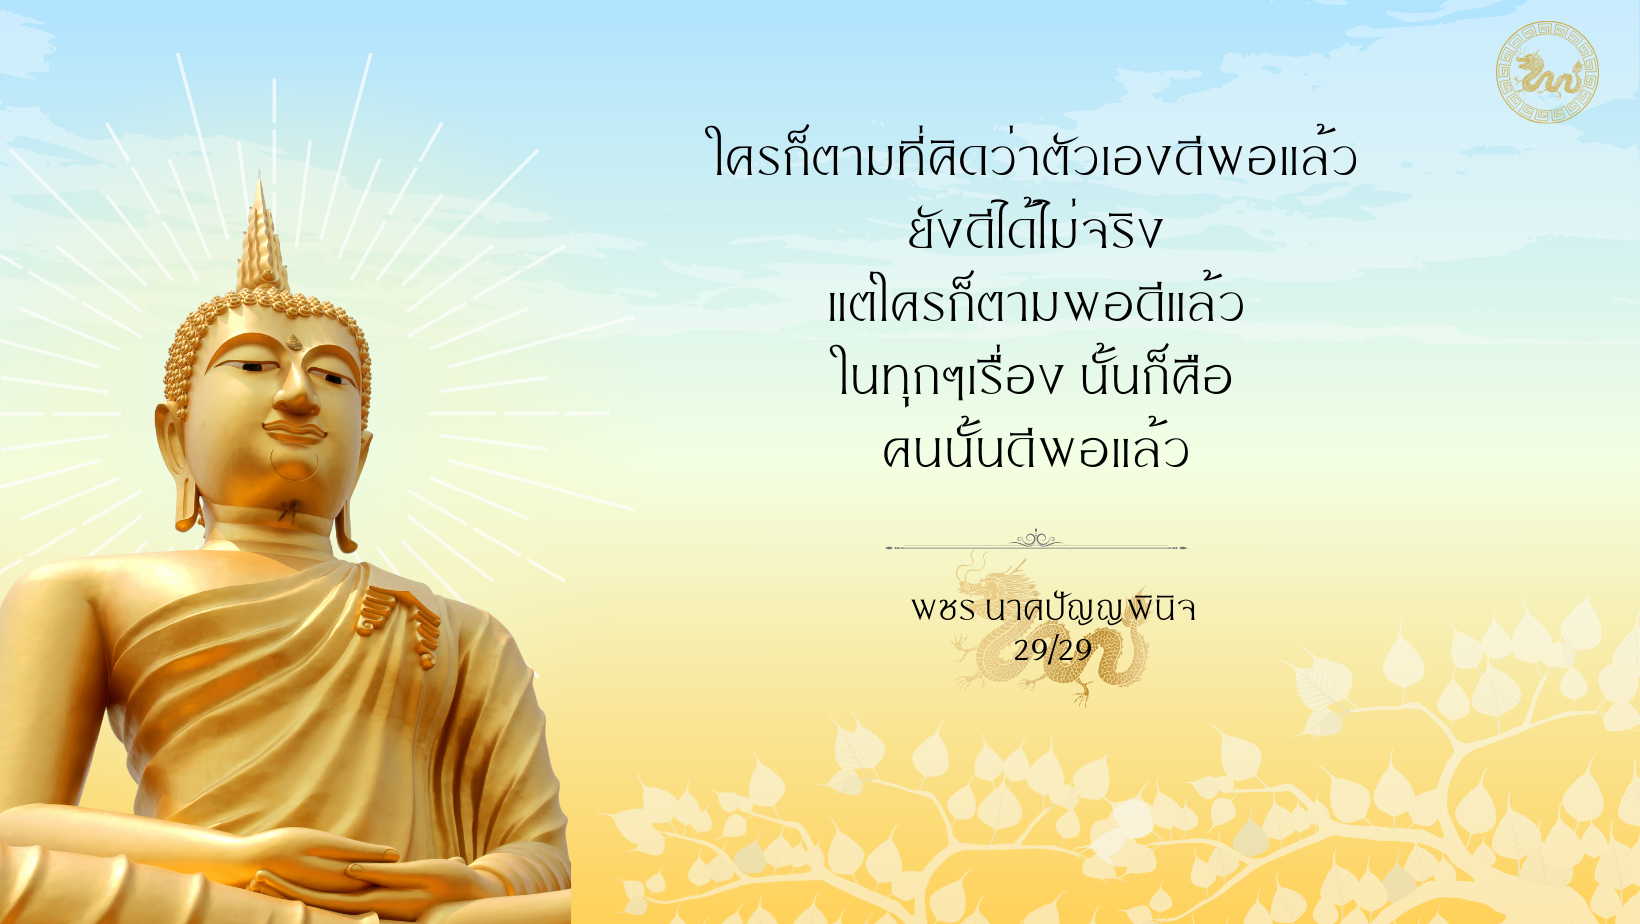 ใครก็ตามที่คิดว่าตัวเองดีพอแล้ว
ยังดีได้ไม่จริง
แต่ใครก็ตามพอดีแล้ว
ในทุกๆเรื่อง นั้นก็คือ
คนนั้นดีพอแล้ว
พชร นาคปัญญพินิจ
29/29